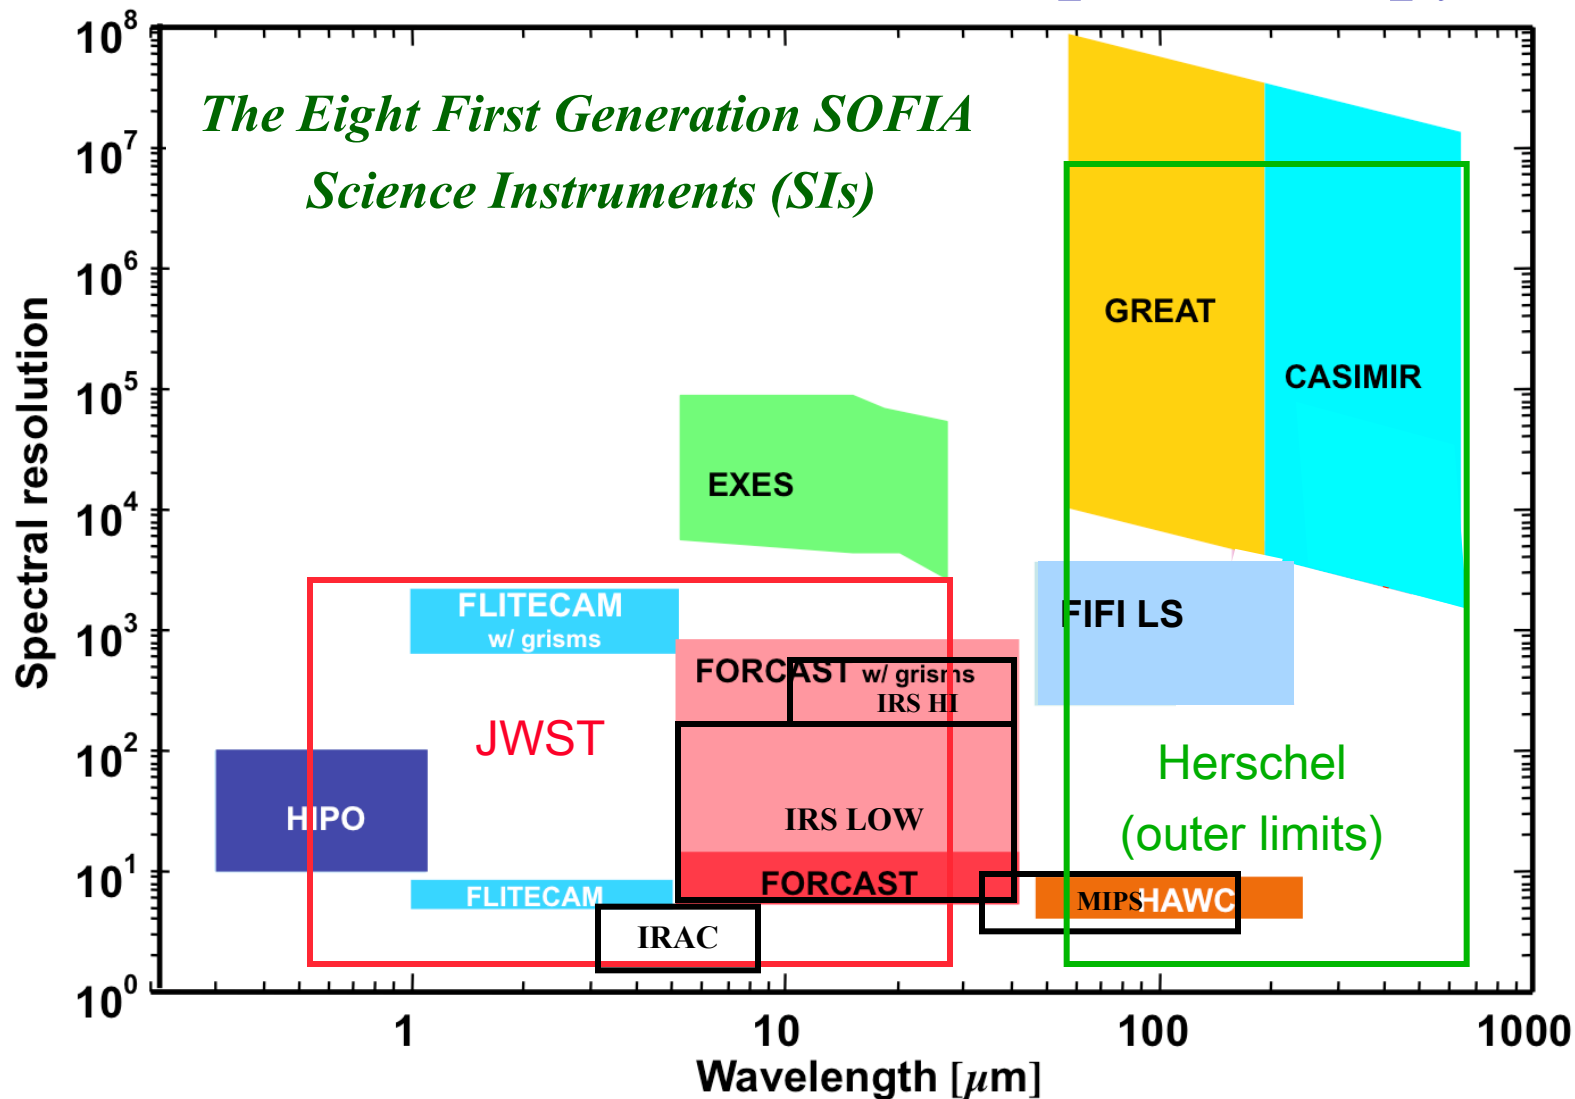 The Eight First Generation SOFIA
Science Instruments (SIs)
Spectral resolution
10^8
10^7
10^6
10^5
10^4
10^3
10^2
10^1
10^0
GREAT
CASIMIR
EXES
FLITECAM
w/ grisms
FIFI LS
FORCAST w/ grisms
IRS HI
JWST
Herschel
(outer limits)
HIPO
IRS LOW
FORCAST
FLITECAM
MIPS
HAWC
IRAC
1
10
100
1000
Wavelength [μm]